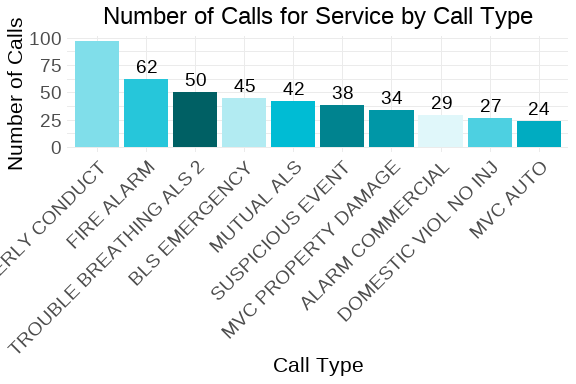 Number of Calls for Service by Call Type
Number of Calls
100
75
50
25
0
62
50
45
42
38
34
29
27
24
ERLY CONDUCT
FIRE ALARM
TROUBLE BREATHING ALS 2
BLS EMERGENCY
MUTUAL ALS
SUSPICIOUS EVENT
MVC PROPERTY DAMAGE
ALARM COMMERCIAL
DOMESTIC VIOL NO INJ
MVC AUTO
Call Type